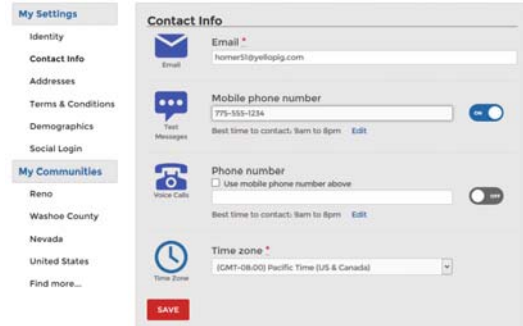 My Settings
Identity
Contact Info
Addresses
Terms & Conditions
Demographics
Social Login
My Communities
Reno
Washoe County
Nevada
United States
Find more...
Contact Info
Email
Email *
homer51@yellopig.com
Text Messages
Mobile phone number
775-555-1234
ON
Best time to contact: 9am to 8pm Edit
Voice Calls
Phone number
Use mobile phone number above
OFF
Best time to contact: 9am to 8pm Edit
Time Zone
Time zone *
(GMT-08:00) Pacific Time (US & Canada)
SAVE